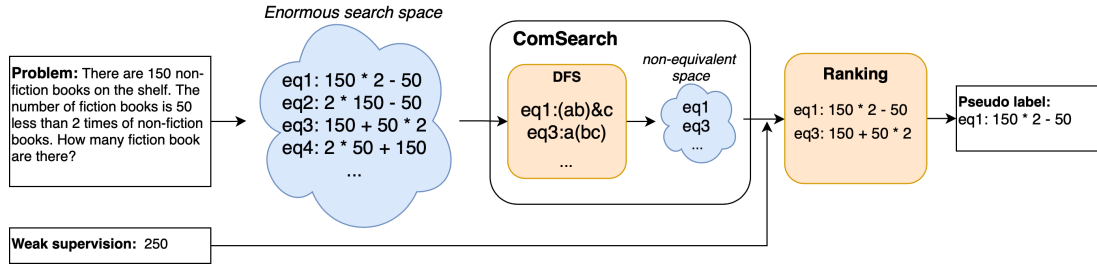 Enormous search space
Problem: There are 150 non-
fiction books on the shelf. The
number of fiction books is 50
less than 2 times of non-fiction
books. How many fiction book
are there?
eq1: 150 * 2 - 50
eq2: 2 * 150 - 50
eq3: 150 + 50 * 2
eq4: 2 * 50 + 150
...
ComSearch
DFS
eq1:(ab)&c
eq3:a(bc)
...
non-equivalent
space
eq1
eq3
...
Ranking
eq1: 150 * 2 - 50
eq3: 150 + 50 * 2
Pseudo label:
eq1: 150 * 2 - 50
Weak supervision: 250